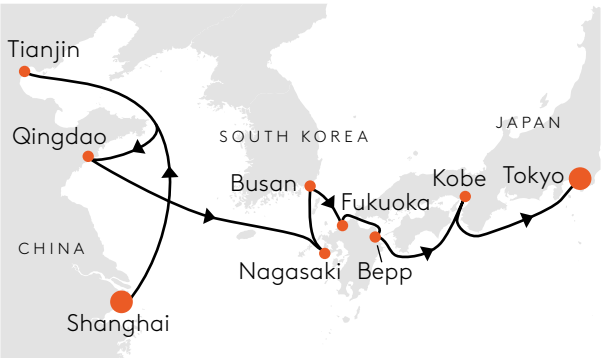 Tianjin
Qingdao
SOUTH KOREA
JAPAN
Busan
Fukuoka
Kobe
Tokyo
CHINA
Nagasaki
Bepp
Shanghai